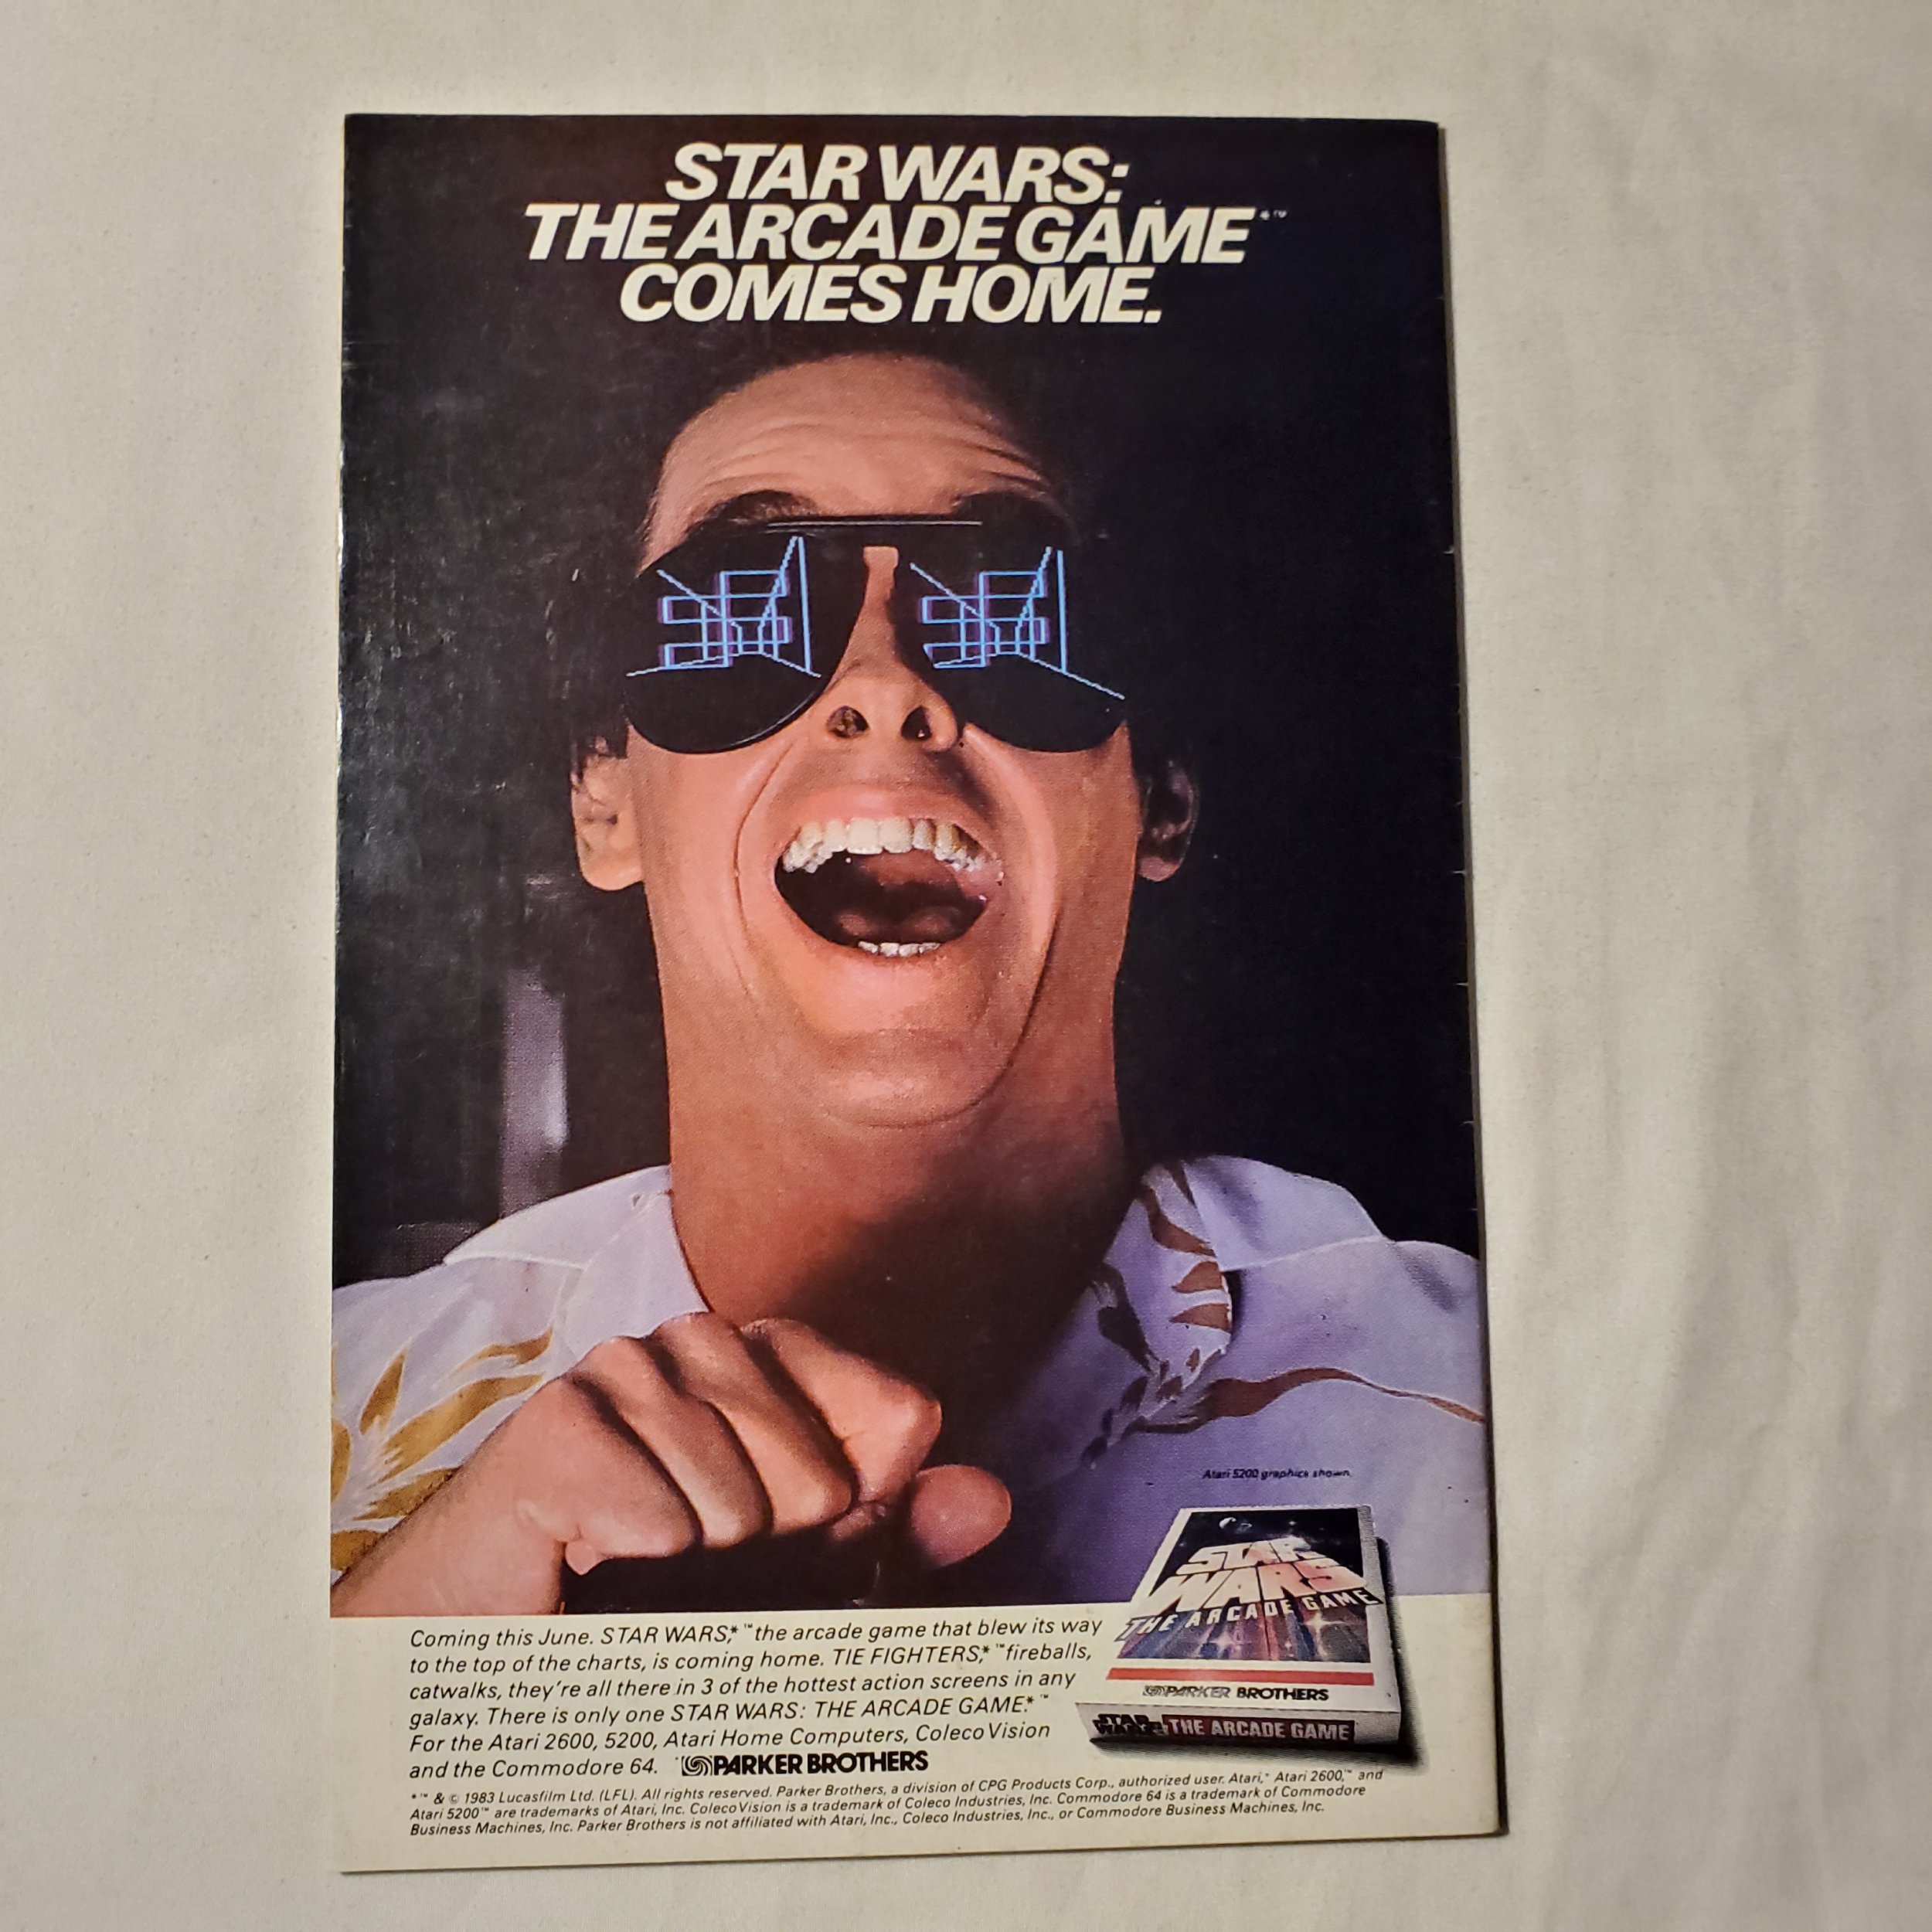 STAR WARS:
THE ARCADE GAME*™
COMES HOME.
Atari 5200 graphics shown.
STAR
WARS
THE ARCADE GAME
PARKER BROTHERS
STAR
WARS THE ARCADE GAME
Coming this June. STAR WARS,*™ the arcade game that blew its way
to the top of the charts, is coming home. TIE FIGHTERS,*™ fireballs,
catwalks, they're all there in 3 of the hottest action screens in any
galaxy. There is only one STAR WARS: THE ARCADE GAME.*™
For the Atari 2600, 5200, Atari Home Computers, ColecoVision
and the Commodore 64. PARKER BROTHERS
*™ & © 1983 Lucasfilm Ltd. (LFL). All rights reserved. Parker Brothers, a division of CPG Products Corp., authorized user. Atari,® Atari 2600,™ and
Atari 5200™ are trademarks of Atari, Inc. ColecoVision is a trademark of Coleco Industries, Inc. Commodore 64 is a trademark of Commodore
Business Machines, Inc. Parker Brothers is not affiliated with Atari, Inc., Coleco Industries, Inc., or Commodore Business Machines, Inc.